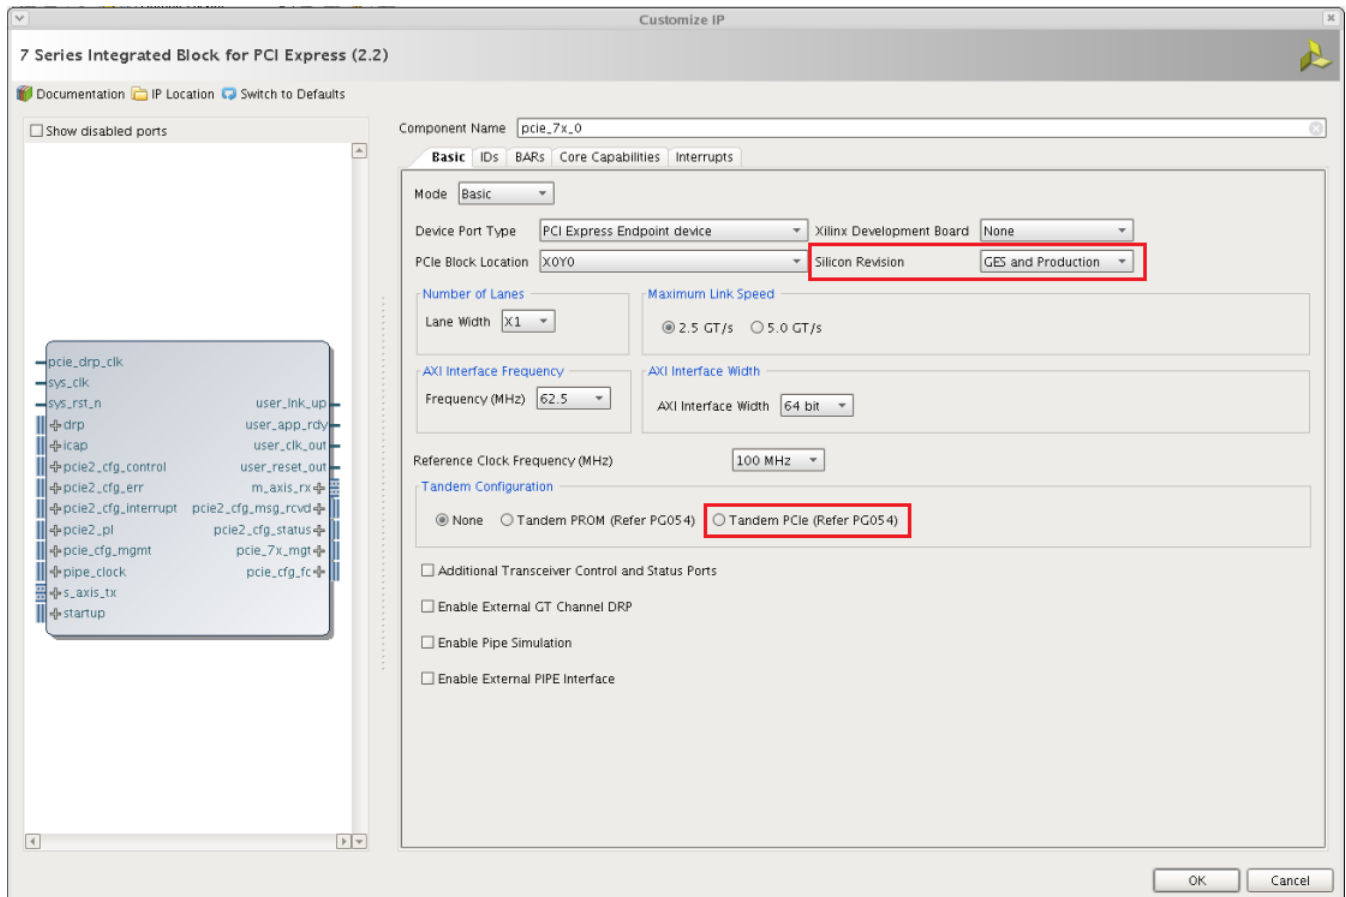 Customize IP
7 Series Integrated Block for PCI Express (2.2)
Documentation IP Location Switch to Defaults
Show disabled ports
pcie_drp_clk
sys_clk
sys_rst_n user_lnk_up
drp user_app_rdy
icap user_clk_out
pcie2_cfg_control user_reset_out
pcie2_cfg_err m_axis_rx
pcie2_cfg_interrupt pcie2_cfg_msg_rcvd
pcie2_pl pcie2_cfg_status
pcie_cfg_mgmt pcie_7x_mgt
pipe_clock pcie_cfg_fc
s_axis_tx
startup
Component Name pcie_7x_0
Basic IDs BARs Core Capabilities Interrupts
Mode Basic
Device Port Type PCI Express Endpoint device Xilinx Development Board None
PCIe Block Location X0Y0 Silicon Revision GES and Production
Number of Lanes Maximum Link Speed
Lane Width X1 2.5 GT/s 5.0 GT/s
AXI Interface Frequency AXI Interface Width
Frequency (MHz) 62.5 AXI Interface Width 64 bit
Reference Clock Frequency (MHz) 100 MHz
Tandem Configuration
None Tandem PROM (Refer PG054) Tandem PCIe (Refer PG054)
Additional Transceiver Control and Status Ports
Enable External GT Channel DRP
Enable Pipe Simulation
Enable External PIPE Interface
OK Cancel